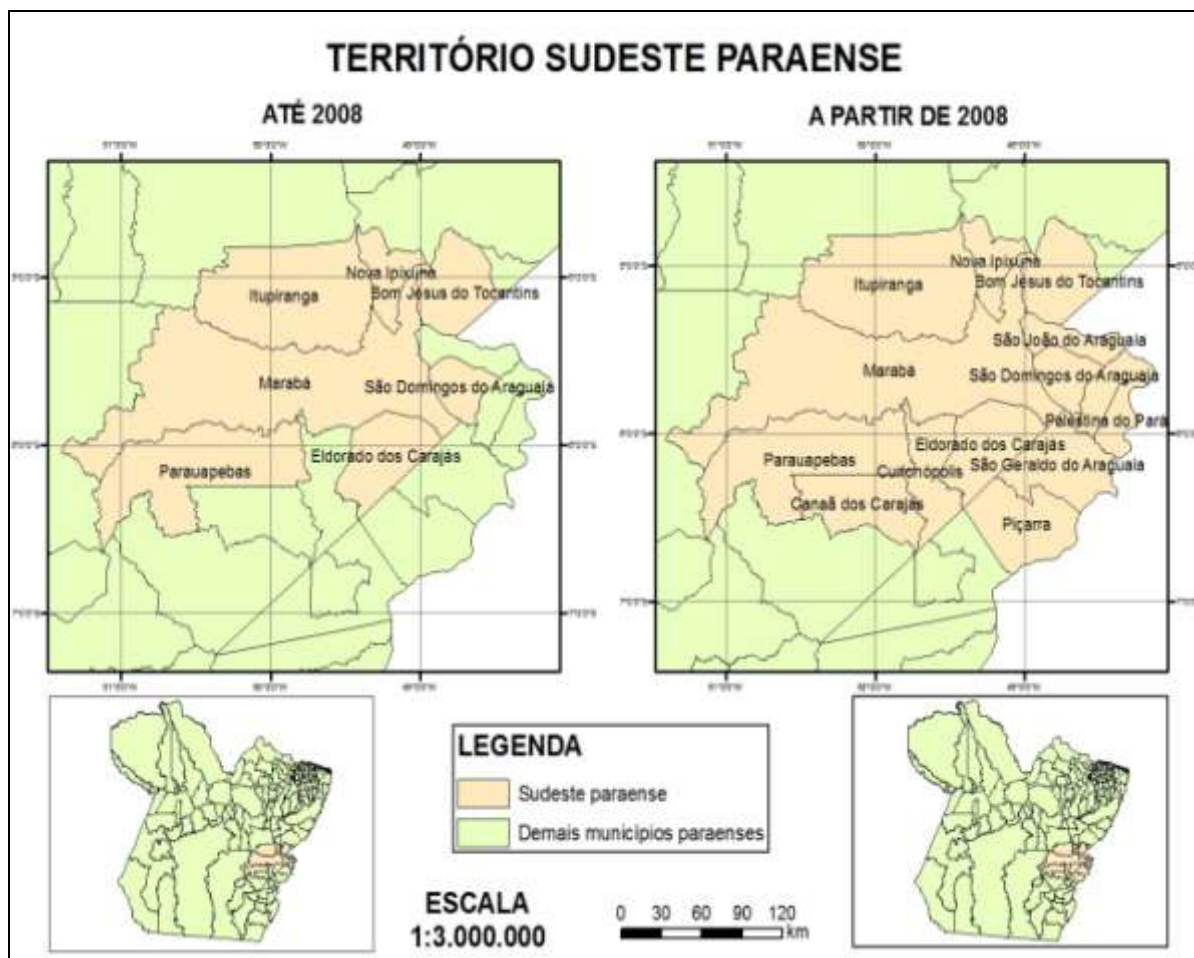 TERRITÓRIO SUDESTE PARAENSE
ATÉ 2008
Nova Ipixuna
Itupiranga
Bom Jesus do Tocantins
Marabá
São Domingos do Araguaia
Eldorado dos Carajás
Parauapebas
A PARTIR DE 2008
Nova Ipixuna
Itupiranga
Bom Jesus do Tocantins
São João do Araguaia
Marabá
São Domingos do Araguaia
Palestina do Pará
Eldorado dos Carajás
Parauapebas
Curionópolis
São Geraldo do Araguaia
Canaã dos Carajás
Piçarra
LEGENDA
Sudeste paraense
Demais municípios paraenses
ESCALA
1:3.000.000
0 30 60 90 120
km